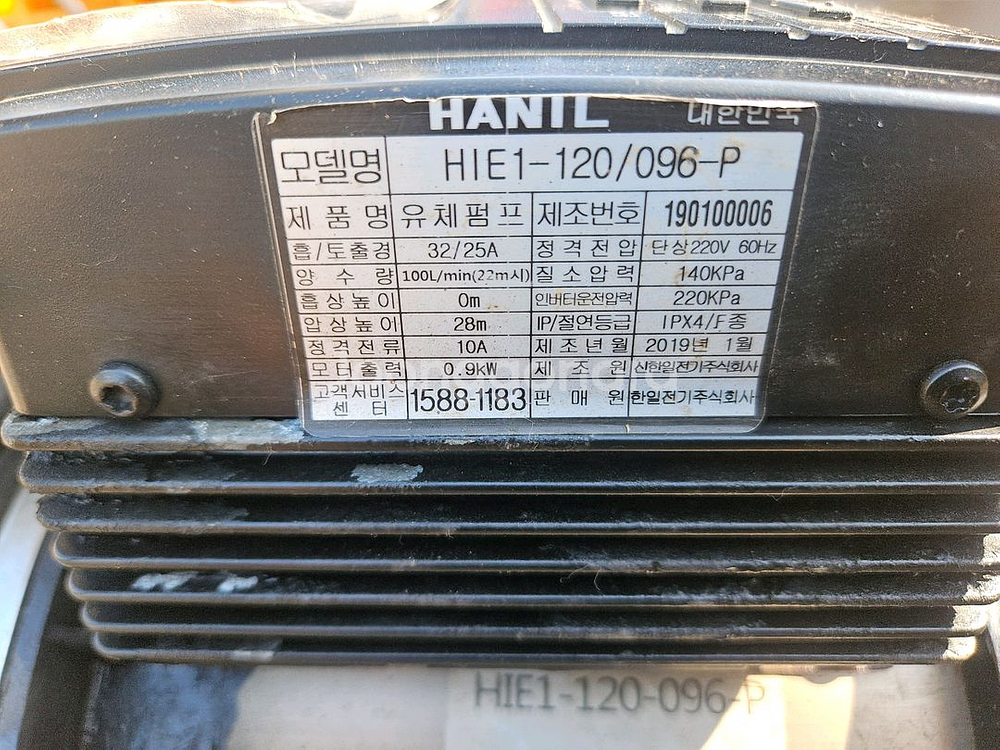 HANIL 대한민국
모델명 HIE1-120/096-P
제품명 유체펌프 제조번호 190100006
흡/토출경 32/25A 정격전압 단상220V 60Hz
양수량 100L/min(22m시) 질소압력 140KPa
흡상높이 0m 인버터운전압력 220KPa
압상높이 28m IP/절연등급 IPX4/F종
정격전류 10A 제조년월 2019년 1월
모터출력 0.9kW 제조원 신한일전기주식회사
고객서비스센터 1588-1183 판매원 한일전기주식회사
HIE1-120-096-P